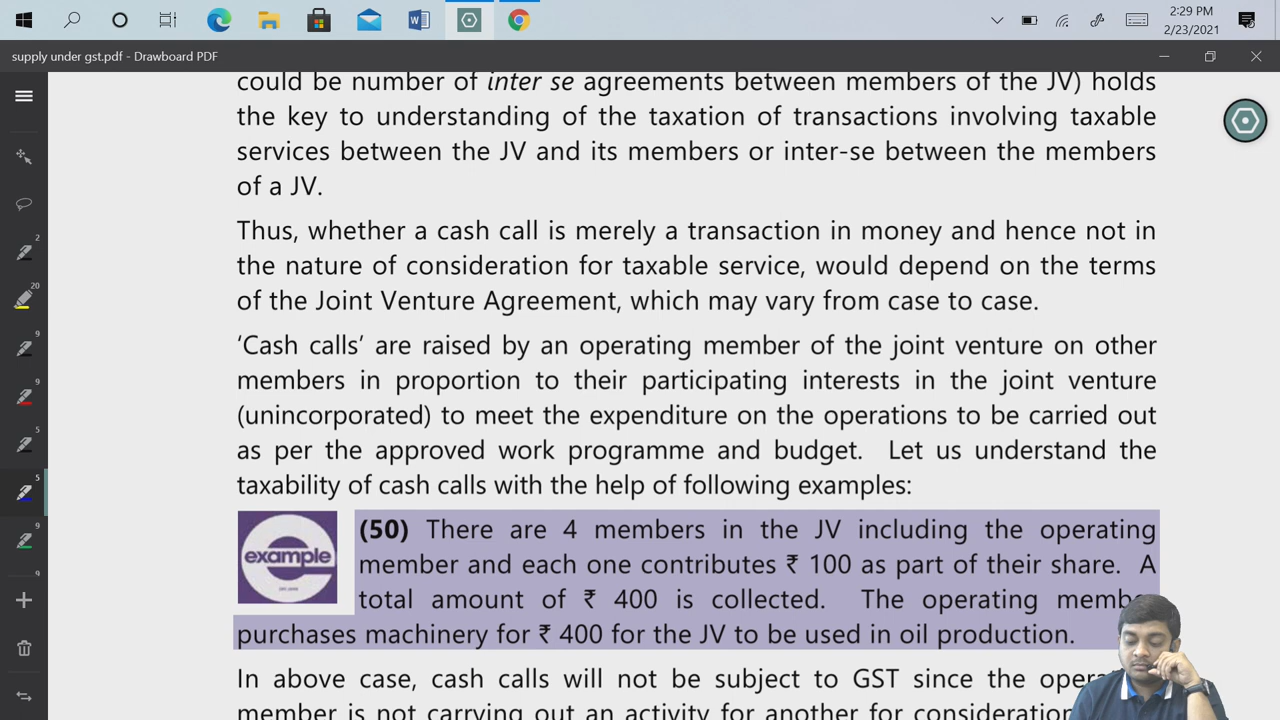 2:29 PM
2/23/2021
supply under gst.pdf - Drawboard PDF
could be number of inter se agreements between members of the JV) holds
the key to understanding of the taxation of transactions involving taxable
services between the JV and its members or inter-se between the members
of a JV.
Thus, whether a cash call is merely a transaction in money and hence not in
the nature of consideration for taxable service, would depend on the terms
of the Joint Venture Agreement, which may vary from case to case.
‘Cash calls’ are raised by an operating member of the joint venture on other
members in proportion to their participating interests in the joint venture
(unincorporated) to meet the expenditure on the operations to be carried out
as per the approved work programme and budget. Let us understand the
taxability of cash calls with the help of following examples:
example
(50) There are 4 members in the JV including the operating
member and each one contributes ₹ 100 as part of their share. A
total amount of ₹ 400 is collected. The operating member
purchases machinery for ₹ 400 for the JV to be used in oil production.
In above case, cash calls will not be subject to GST since the
member is not carrying out an activity for another for consideration
2
20
9
9
5
5
9
9